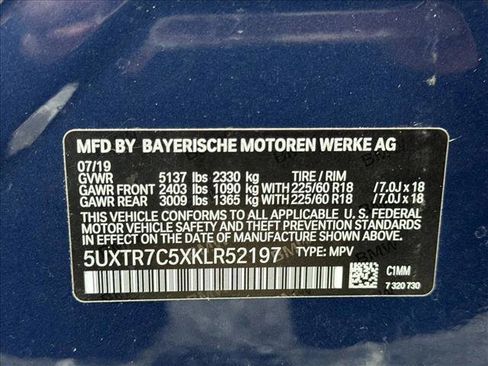 MFD BY BAYERISCHE MOTOREN WERKE AG
07/19
GVWR 5137 lbs 2330 kg TIRE / RIM
GAWR FRONT 2403 lbs 1090 kg WITH 225/60 R18 /7.0J x 18
GAWR REAR 3009 lbs 1365 kg WITH 225/60 R18 /7.0J x 18
THIS VEHICLE CONFORMS TO ALL APPLICABLE U. S. FEDERAL
MOTOR VEHICLE SAFETY AND THEFT PREVENTION
STANDARDS IN EFFECT ON THE
DATE OF MANUFACTURE SHOWN ABOVE.
5UXTR7C5XKLR52197 TYPE: MPV
C1MM
7 320 730